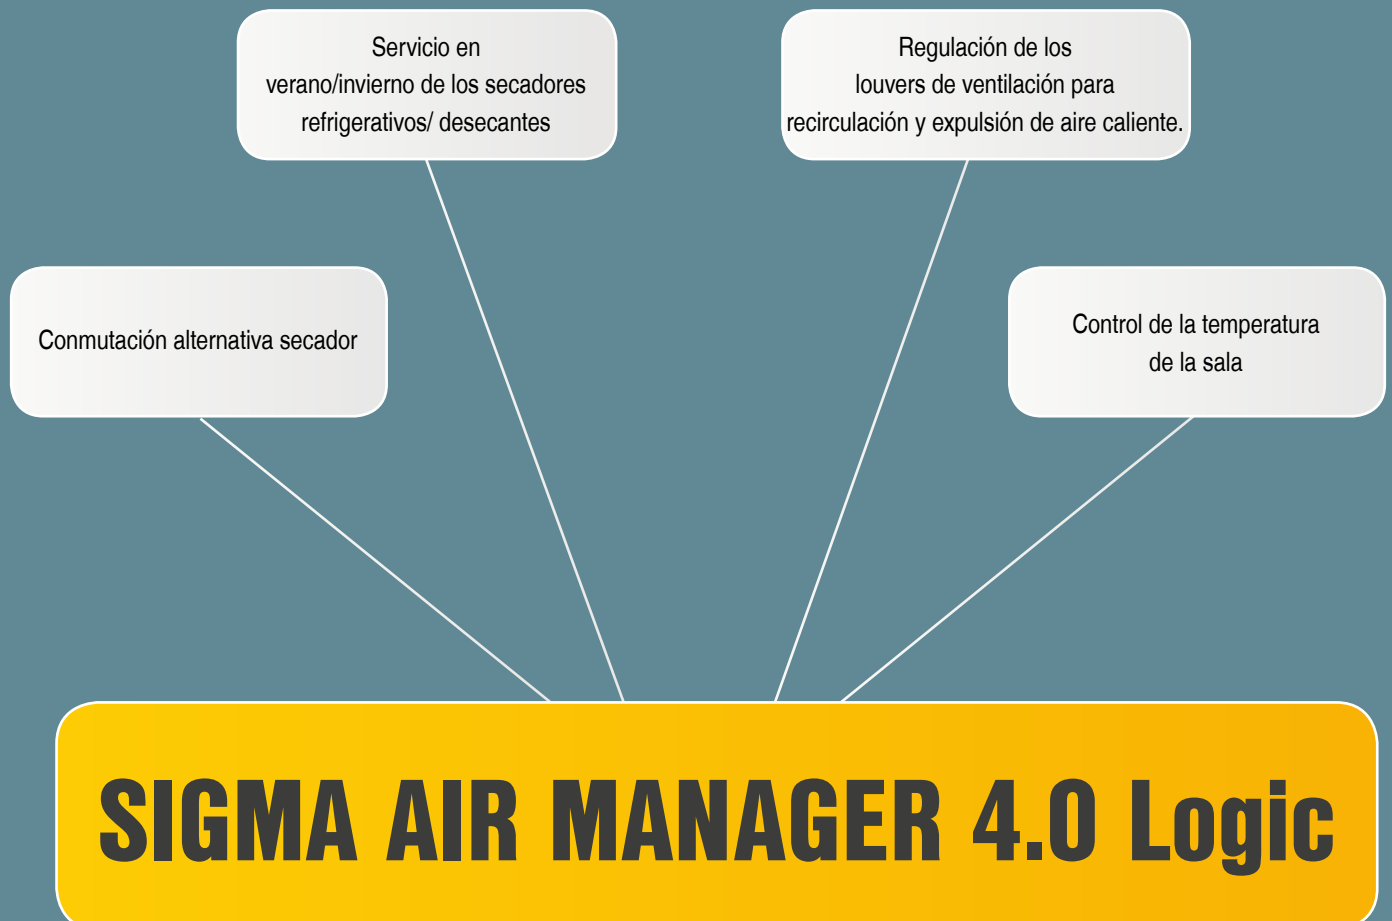 Servicio en
verano/invierno de los secadores
refrigerativos/ desecantes
Regulación de los
louvers de ventilación para
recirculación y expulsión de aire caliente.
Conmutación alternativa secador
Control de la temperatura
de la sala
SIGMA AIR MANAGER 4.0 Logic